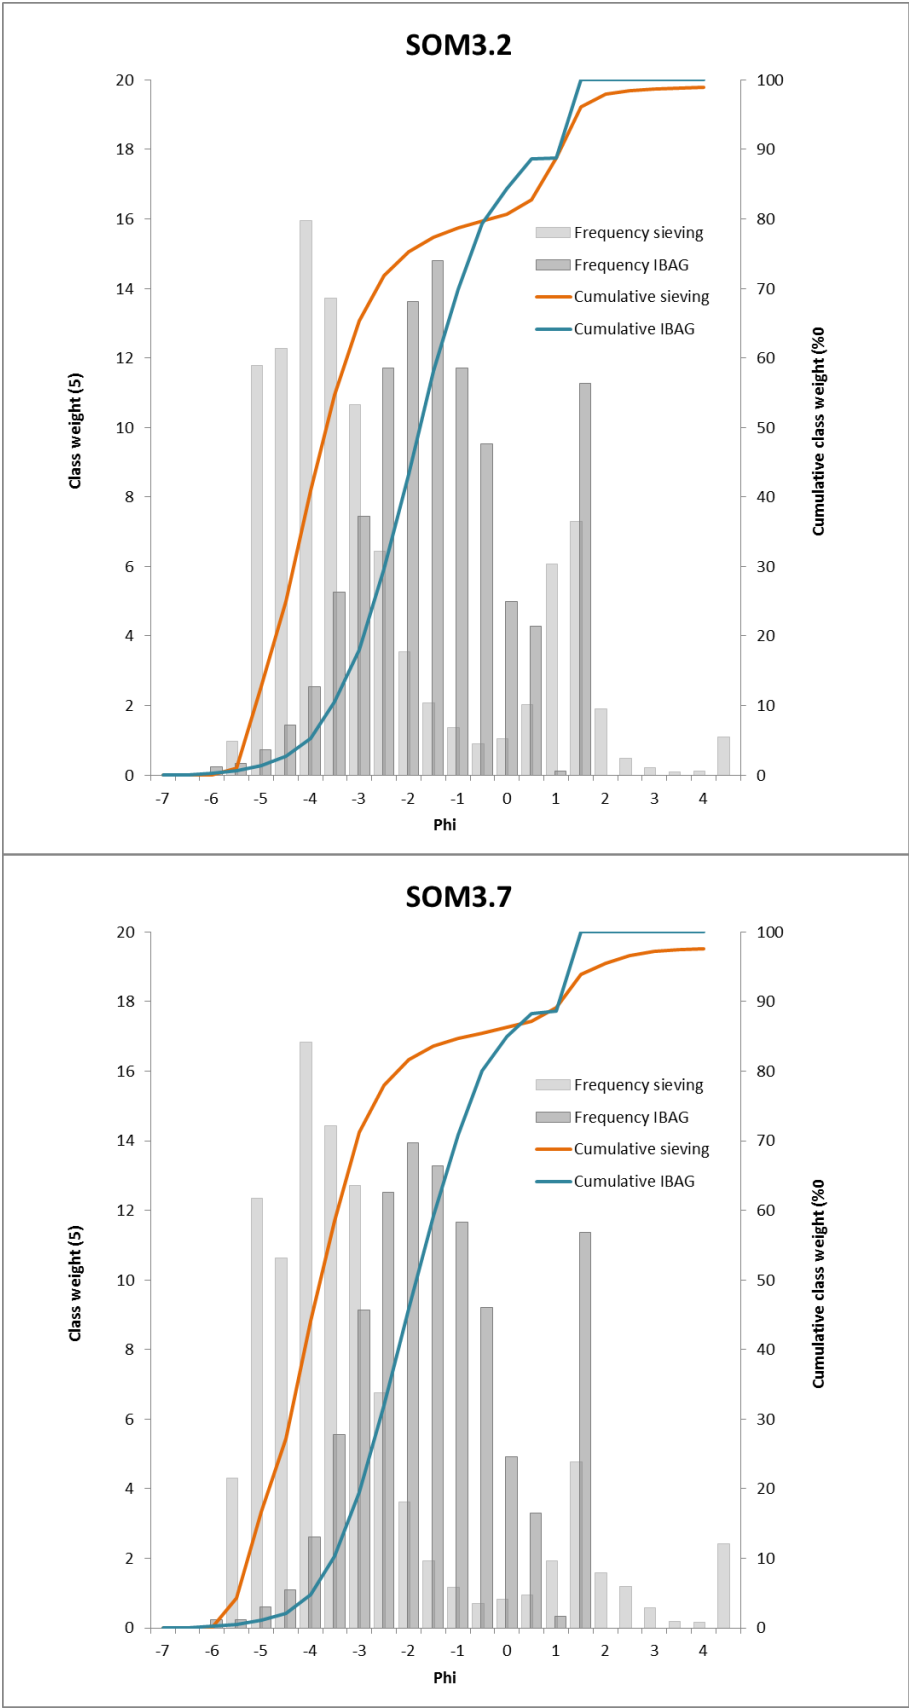 SOM3.2
20 100
18 90
16 80
Frequency sieving
Frequency IBAG
14 70
Cumulative sieving
Cumulative IBAG
12 60
Class weight (5)
Cumulative class weight (%0
10 50
8 40
6 30
4 20
2 10
0 0
-7 -6 -5 -4 -3 -2 -1 0 1 2 3 4
Phi
SOM3.7
20 100
18 90
16 80
Frequency sieving
Frequency IBAG
14 70
Cumulative sieving
Cumulative IBAG
12 60
Class weight (5)
Cumulative class weight (%0
10 50
8 40
6 30
4 20
2 10
0 0
-7 -6 -5 -4 -3 -2 -1 0 1 2 3 4
Phi